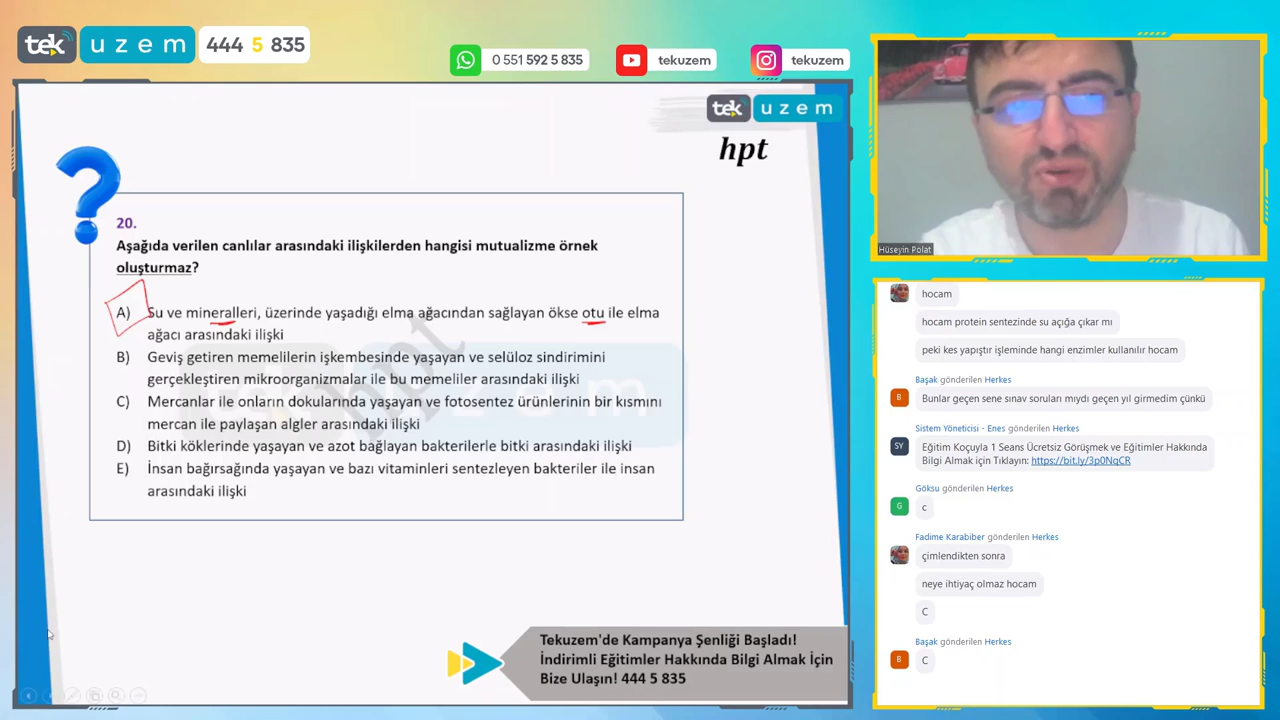 tek uzem 444 5 835
0 551 592 5 835
tekuzem
tekuzem
tek uzem
hpt
20.
Aşağıda verilen canlılar arasındaki ilişkilerden hangisi mutualizme örnek
oluşturmaz?
A) Su ve mineralleri, üzerinde yaşadığı elma ağacından sağlayan ökse otu ile elma
ağacı arasındaki ilişki
B) Geviş getiren memelilerin işkembesinde yaşayan ve selüloz sindirimini
gerçekleştiren mikroorganizmalar ile bu memeliler arasındaki ilişki
C) Mercanlar ile onların dokularında yaşayan ve fotosentez ürünlerinin bir kısmını
mercan ile paylaşan algler arasındaki ilişki
D) Bitki köklerinde yaşayan ve azot bağlayan bakterilerle bitki arasındaki ilişki
E) İnsan bağırsağında yaşayan ve bazı vitaminleri sentezleyen bakteriler ile insan
arasındaki ilişki
hpt
Tekuzem'de Kampanya Şenliği Başladı!
İndirimli Eğitimler Hakkında Bilgi Almak İçin
Bize Ulaşın! 444 5 835
Hüseyin Polat
hocam
hocam protein sentezinde su açığa çıkar mı
peki kes yapıştır işleminde hangi enzimler kullanılır hocam
Başak gönderilen Herkes
B
Bunlar geçen sene sınav soruları mıydı geçen yıl girmedim çünkü
Sistem Yöneticisi - Enes gönderilen Herkes
SY
Eğitim Koçuyla 1 Seans Ücretsiz Görüşmek ve Eğitimler Hakkında
Bilgi Almak için Tıklayın: https://bit.ly/3p0NqCR
Göksu gönderilen Herkes
G
c
Fadime Karabiber gönderilen Herkes
çimlendikten sonra
neye ihtiyaç olmaz hocam
C
Başak gönderilen Herkes
B
C